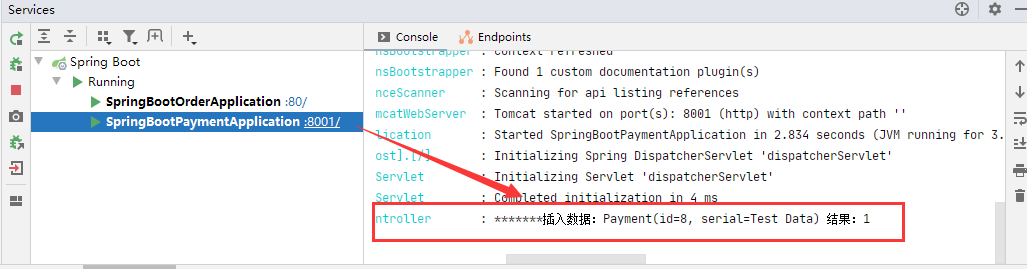 Services
Console
Endpoints
Spring Boot
Running
SpringBootOrderApplication :80/
SpringBootPaymentApplication :8001/
nsBootstrapper : Context refreshed
nsBootstrapper : Found 1 custom documentation plugin(s)
nceScanner : Scanning for api listing references
mcatWebServer : Tomcat started on port(s): 8001 (http) with context path ''
lication : Started SpringBootPaymentApplication in 2.834 seconds (JVM running for 3.
ost].[/] : Initializing Spring DispatcherServlet 'dispatcherServlet'
Servlet : Initializing Servlet 'dispatcherServlet'
Servlet : Completed initialization in 4 ms
ntroller : *******插入数据：Payment(id=8, serial=Test Data) 结果：1